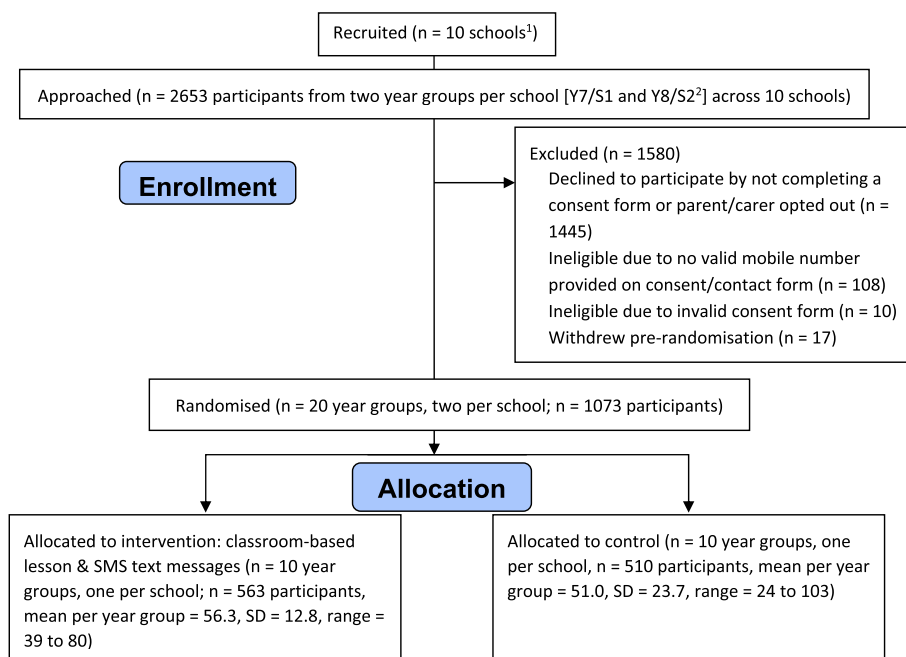 Recruited (n = 10 schools¹)
Approached (n = 2653 participants from two year groups per school [Y7/S1 and Y8/S2²] across 10 schools)
Enrollment
Excluded (n = 1580)
Declined to participate by not completing a
consent form or parent/carer opted out (n =
1445)
Ineligible due to no valid mobile number
provided on consent/contact form (n = 108)
Ineligible due to invalid consent form (n = 10)
Withdrew pre-randomisation (n = 17)
Randomised (n = 20 year groups, two per school; n = 1073 participants)
Allocation
Allocated to intervention: classroom-based
lesson & SMS text messages (n = 10 year
groups, one per school; n = 563 participants,
mean per year group = 56.3, SD = 12.8, range =
39 to 80)
Allocated to control (n = 10 year groups, one
per school, n = 510 participants, mean per year
group = 51.0, SD = 23.7, range = 24 to 103)